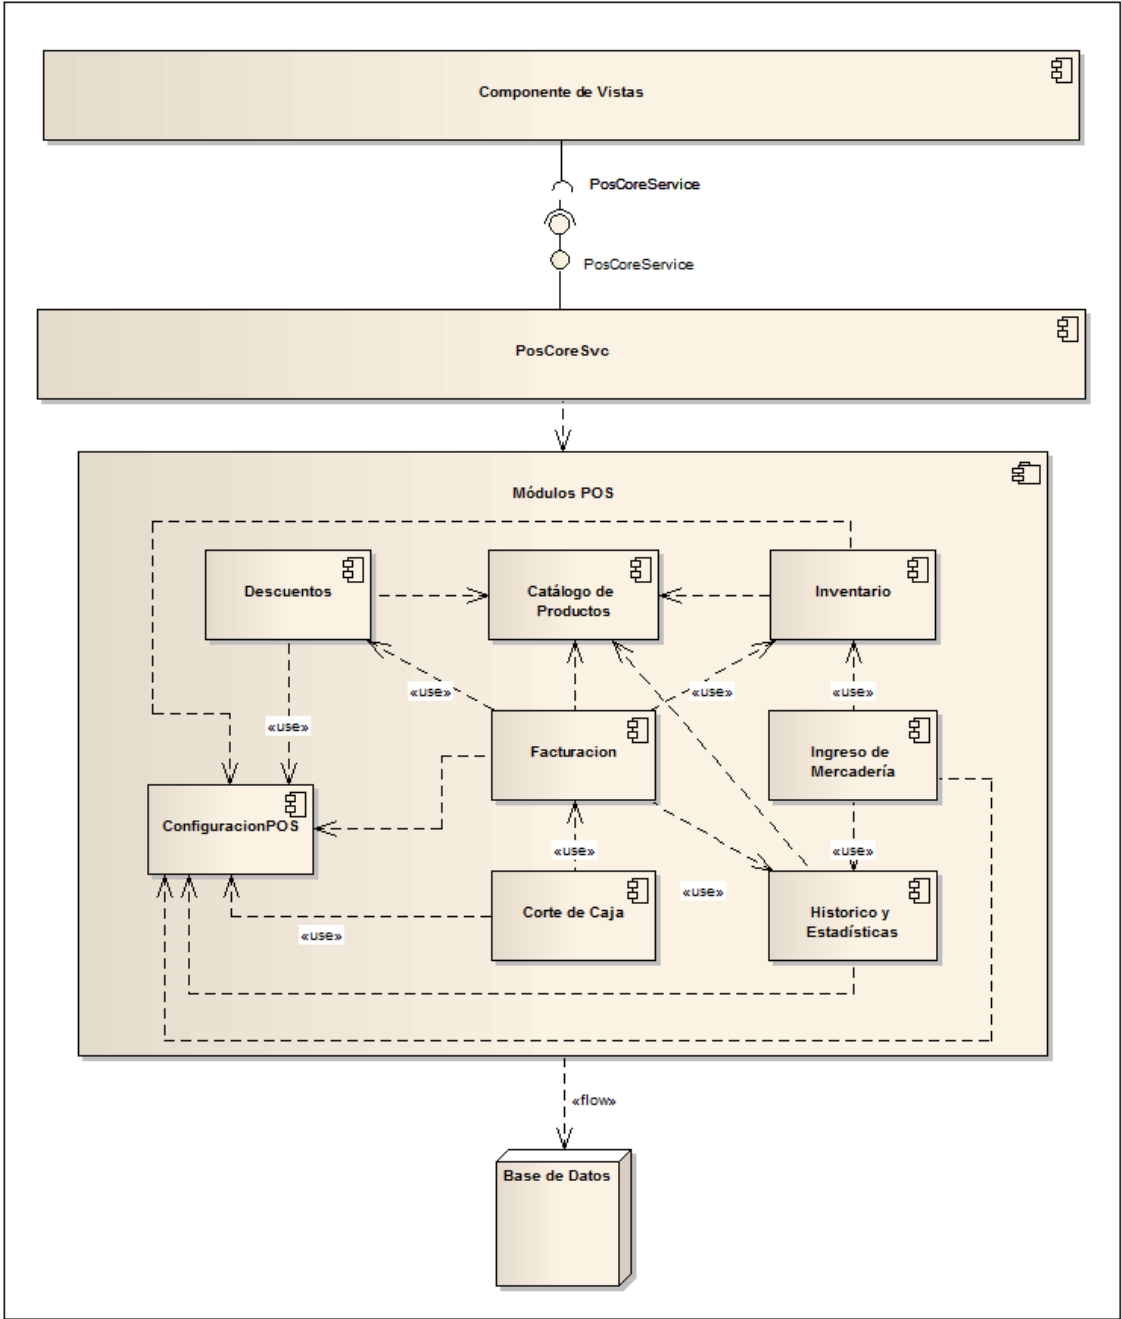 Componente de Vistas
PosCoreService
PosCoreService
PosCoreSvc
Módulos POS
Descuentos
Catálogo de
Productos
Inventario
«use»
«use»
«use»
«use»
Facturacion
Ingreso de
Mercadería
ConfiguracionPOS
«use»
«use»
«use»
Corte de Caja
Historico y
Estadísticas
«use»
«flow»
Base de Datos